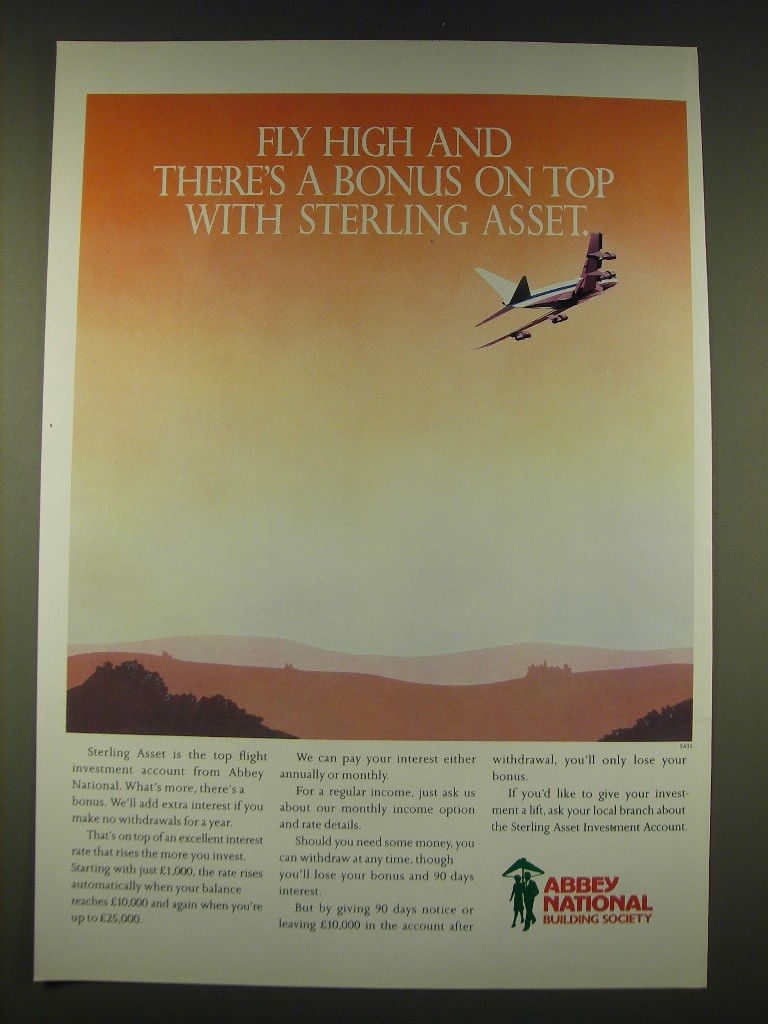 FLY HIGH AND
THERE'S A BONUS ON TOP
WITH STERLING ASSET.
SA35
Sterling Asset is the top flight
investment account from Abbey
National. What's more, there's a
bonus. We'll add extra interest if you
make no withdrawals for a year.
That's on top of an excellent interest
rate that rises the more you invest.
Starting with just £1,000, the rate rises
automatically when your balance
reaches £10,000 and again when you're
up to £25,000.
We can pay your interest either
annually or monthly.
For a regular income, just ask us
about our monthly income option
and rate details.
Should you need some money, you
can withdraw at any time, though
you'll lose your bonus and 90 days
interest.
But by giving 90 days notice or
leaving £10,000 in the account after
withdrawal, you'll only lose your
bonus.
If you'd like to give your invest-
ment a lift, ask your local branch about
the Sterling Asset Investment Account.
ABBEY
NATIONAL
BUILDING SOCIETY